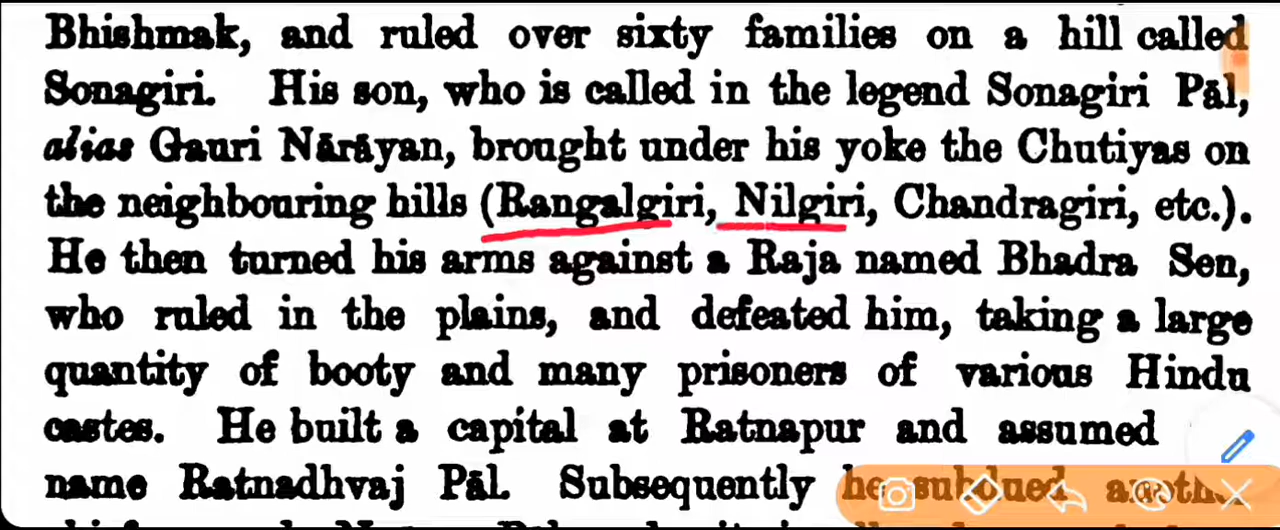 Bhishmak, and ruled over sixty families on a hill called
Sonagiri. His son, who is called in the legend Sonagiri Pāl,
alias Gauri Nārāyan, brought under his yoke the Chutiyas on
the neighbouring hills (Rangalgiri, Nilgiri, Chandragiri, etc.).
He then turned his arms against a Raja named Bhadra Sen,
who ruled in the plains, and defeated him, taking a large
quantity of booty and many prisoners of various Hindu
castes. He built a capital at Ratnapur and assumed
name Ratnadhvaj Pāl. Subsequently he subdued